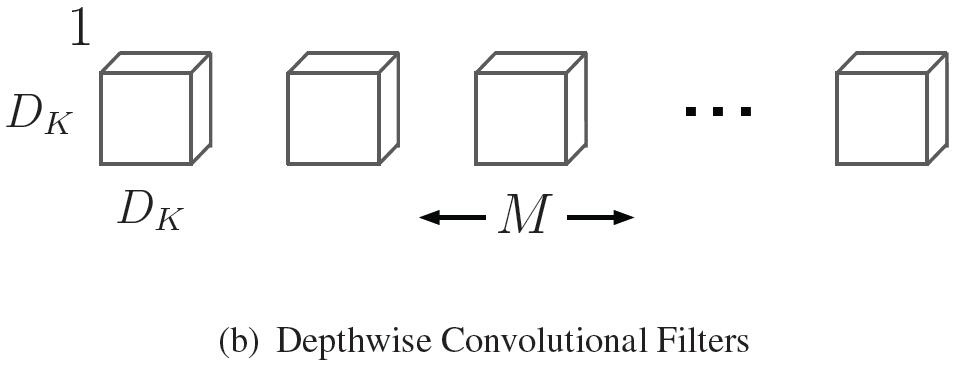 1
D_K
...
D_K
M
(b) Depthwise Convolutional Filters